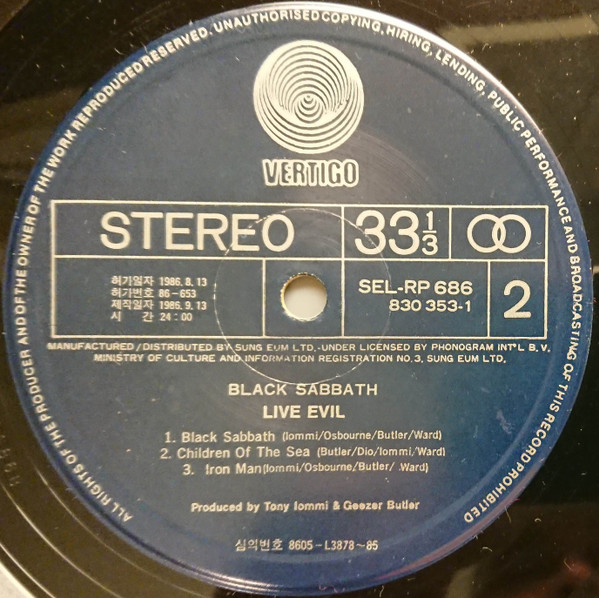 ALL RIGHTS OF THE PRODUCER AND OF THE OWNER OF THE WORK REPRODUCED RESERVED. UNAUTHORISED COPYING, HIRING, LENDING, PUBLIC PERFORMANCE AND BROADCASTING OF THIS RECORD PROHIBITED
VERTIGO
STEREO 33⅓
허가일자 1986. 8. 13
허가번호 86-653
제작일자 1986. 9. 13
시 간 24:00
SEL-RP 686
830 353-1
2
MANUFACTURED/DISTRIBUTED BY SUNG EUM LTD,-UNDER LICENSED BY PHONOGRAM INT'L B.V.
MINISTRY OF CULTURE AND INFORMATION REGISTRATION NO.3, SUNG EUM LTD.
BLACK SABBATH
LIVE EVIL
1. Black Sabbath (Iommi/Osbourne/Butler/Ward)
2. Children Of The Sea (Butler/Dio/Iommi/Ward)
3. Iron Man(Iommi/Osbourne/Butler/ .Ward)
Produced by Tony Iommi & Geezer Butler
심의번호 8605-L3878~85